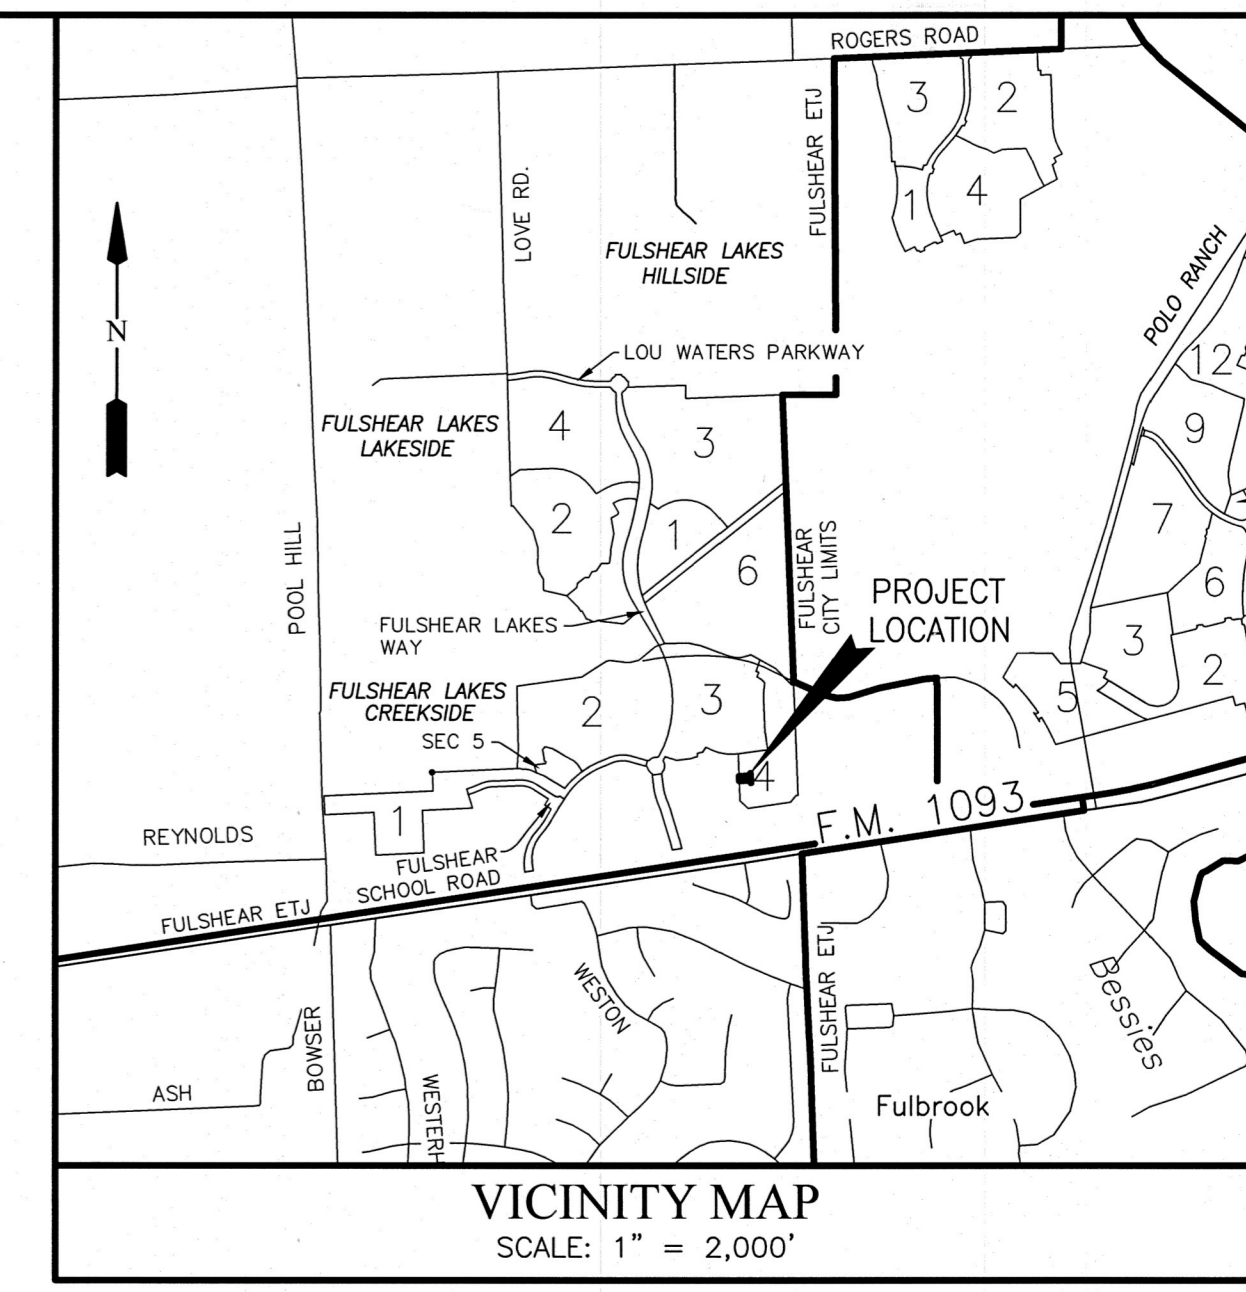 ROGERS ROAD
3
2
FULSHEAR ETJ
1
4
LOVE RD.
N
FULSHEAR LAKES
HILLSIDE
POLO RANCH
LOU WATERS PARKWAY
12
FULSHEAR LAKES
LAKESIDE
4
3
9
2
1
7
POOL HILL
FULSHEAR
CITY LIMITS
6
6
PROJECT
LOCATION
FULSHEAR LAKES
WAY
3
2
FULSHEAR LAKES
CREEKSIDE
2
3
5
SEC 5
4
1
F.M. 1093
REYNOLDS
FULSHEAR
SCHOOL ROAD
FULSHEAR ETJ
FULSHEAR ETJ
WESTON
Bessies
BOWSER
ASH
WESTERH
Fulbrook
VICINITY MAP
SCALE: 1" = 2,000'